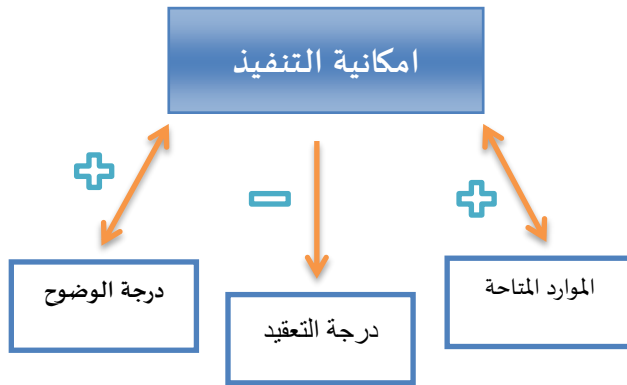 امكانية التنفيذ
الموارد المتاحة
درجة التعقيد
درجة الوضوح